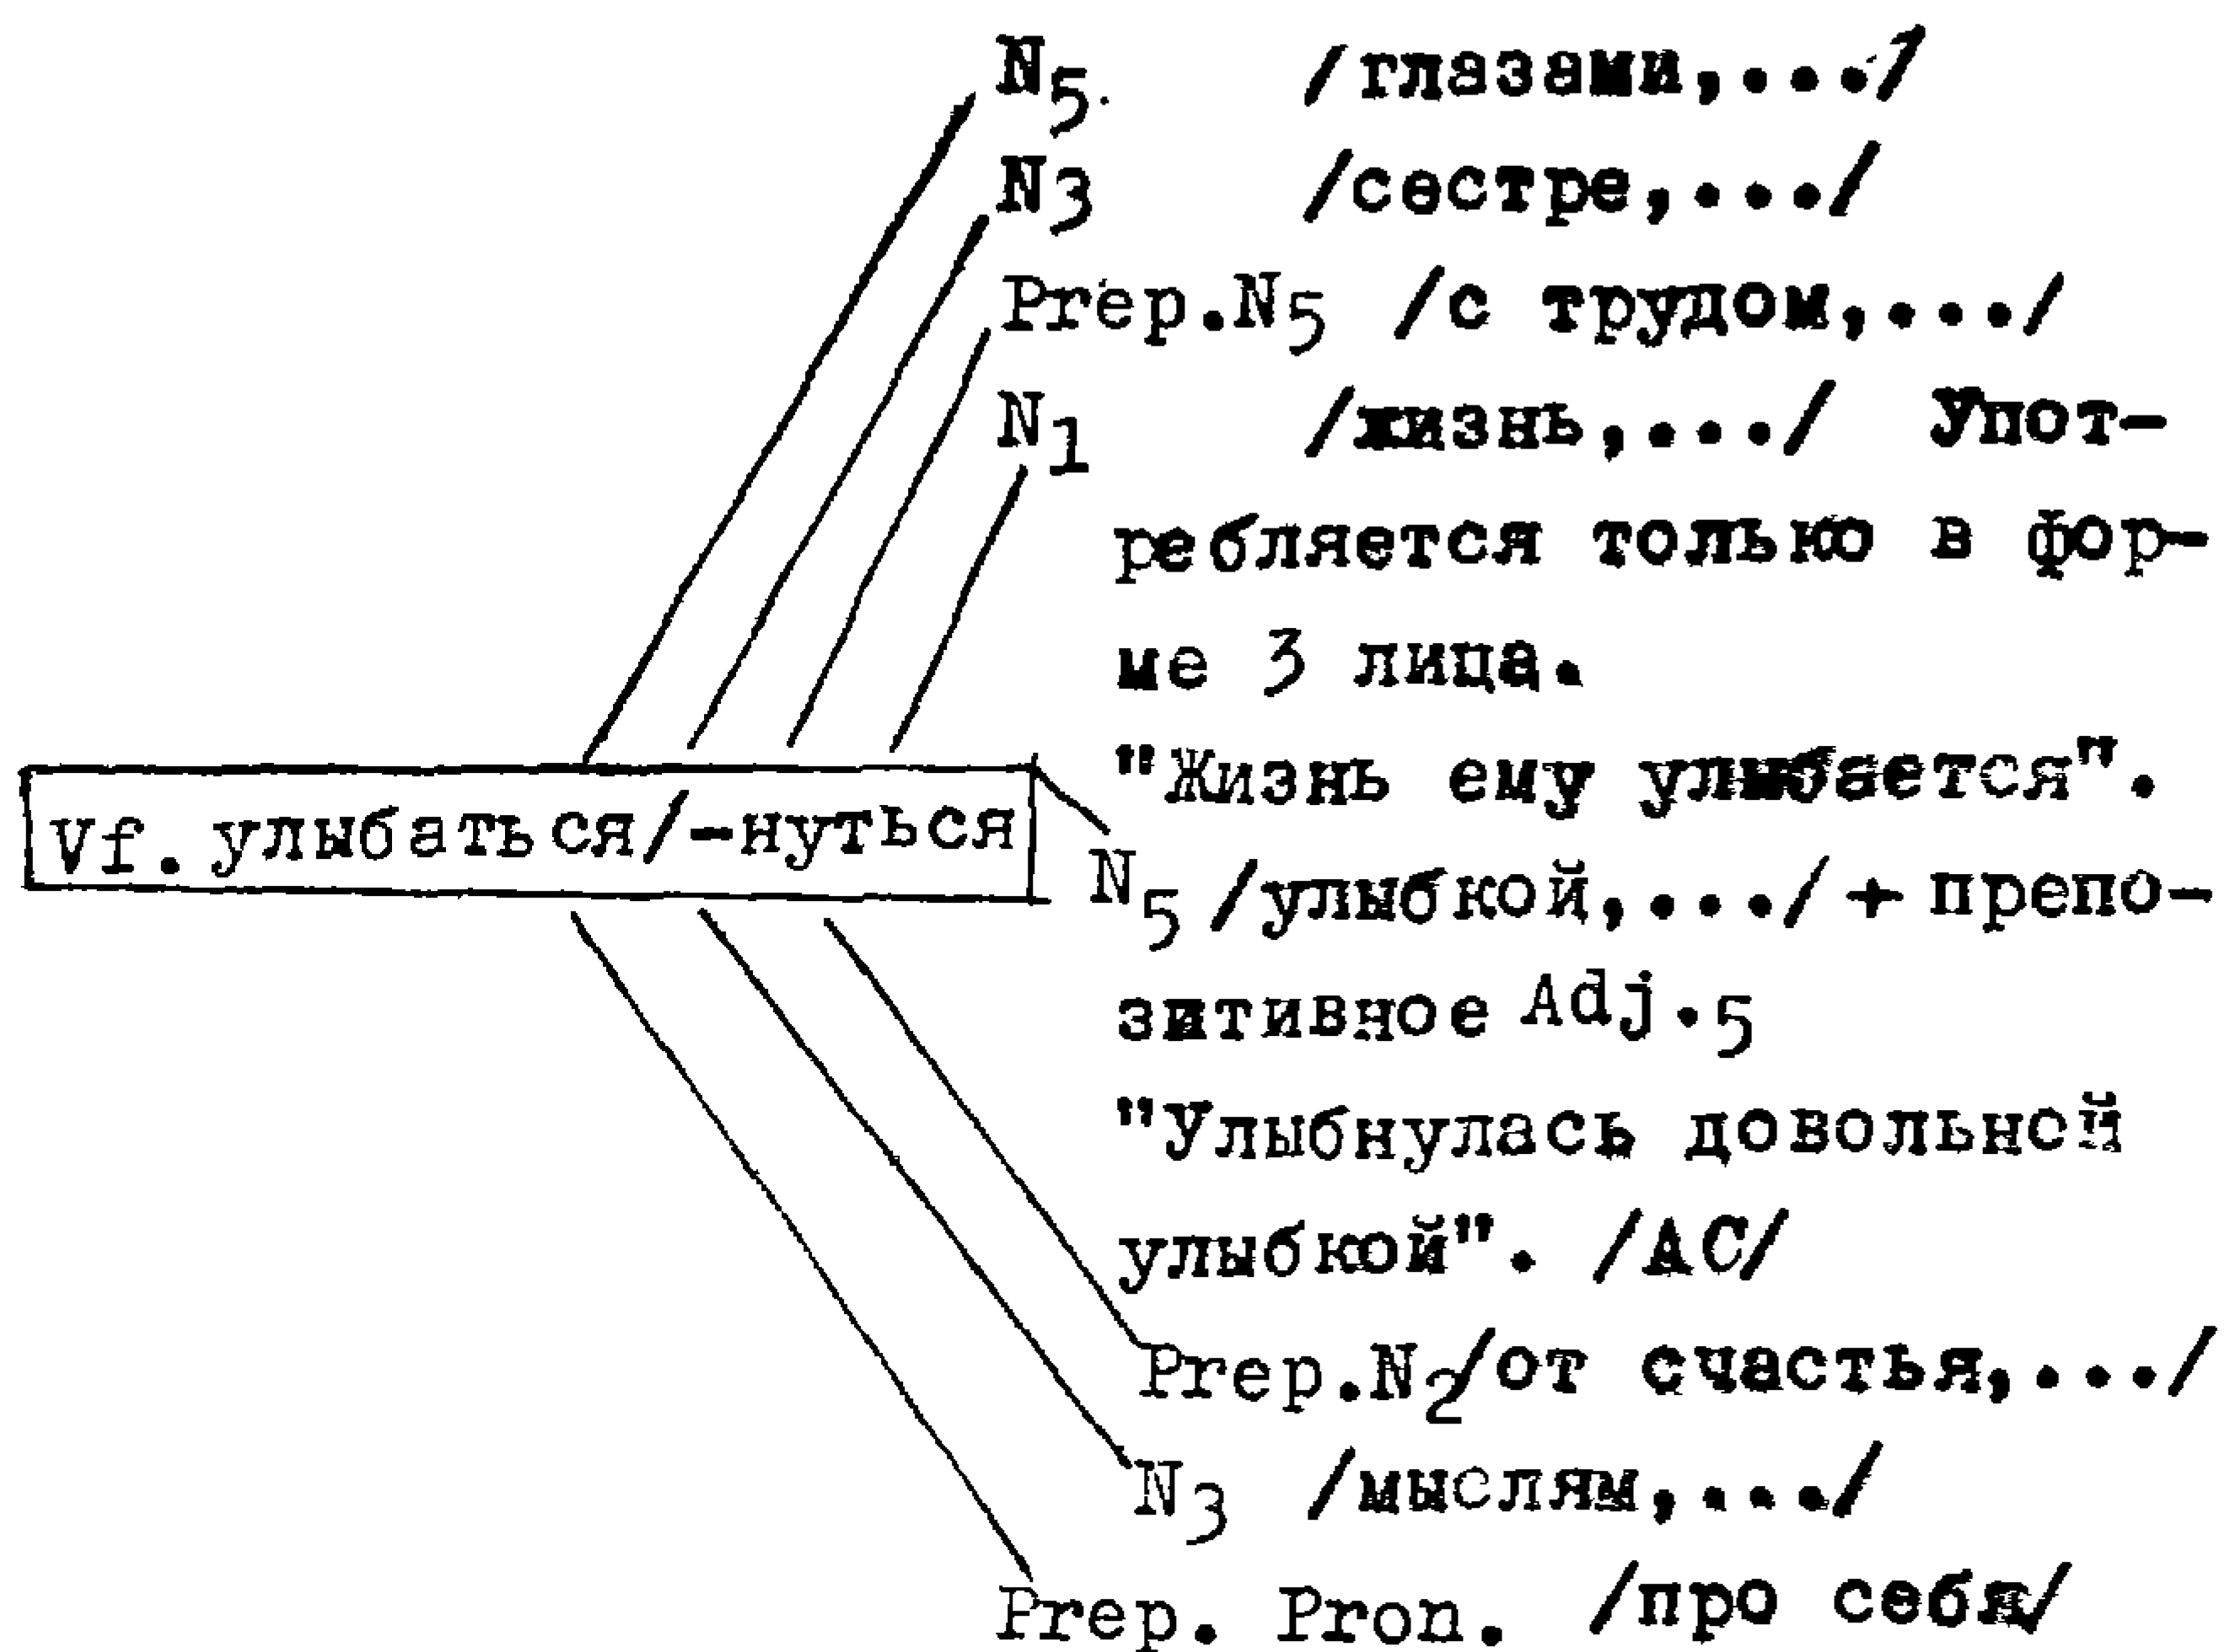 N5 /глазами,.../
N3 /сестре,.../
Prep.N5 /с трудом,.../
N1 /жизнь,.../ Упот-
ребляется только в фор-
ме 3 лица.
"Жизнь ему улыбается".
Vf. улыбаться/-нуться
N5 /улыбкой,.../ + препо-
зитивное Adj.5
"Улыбнулась довольной
улыбкой". /АС/
Prep.N2 /от счастья,.../
N3 /мыслям,.../
Prep. Pron. /про себя/